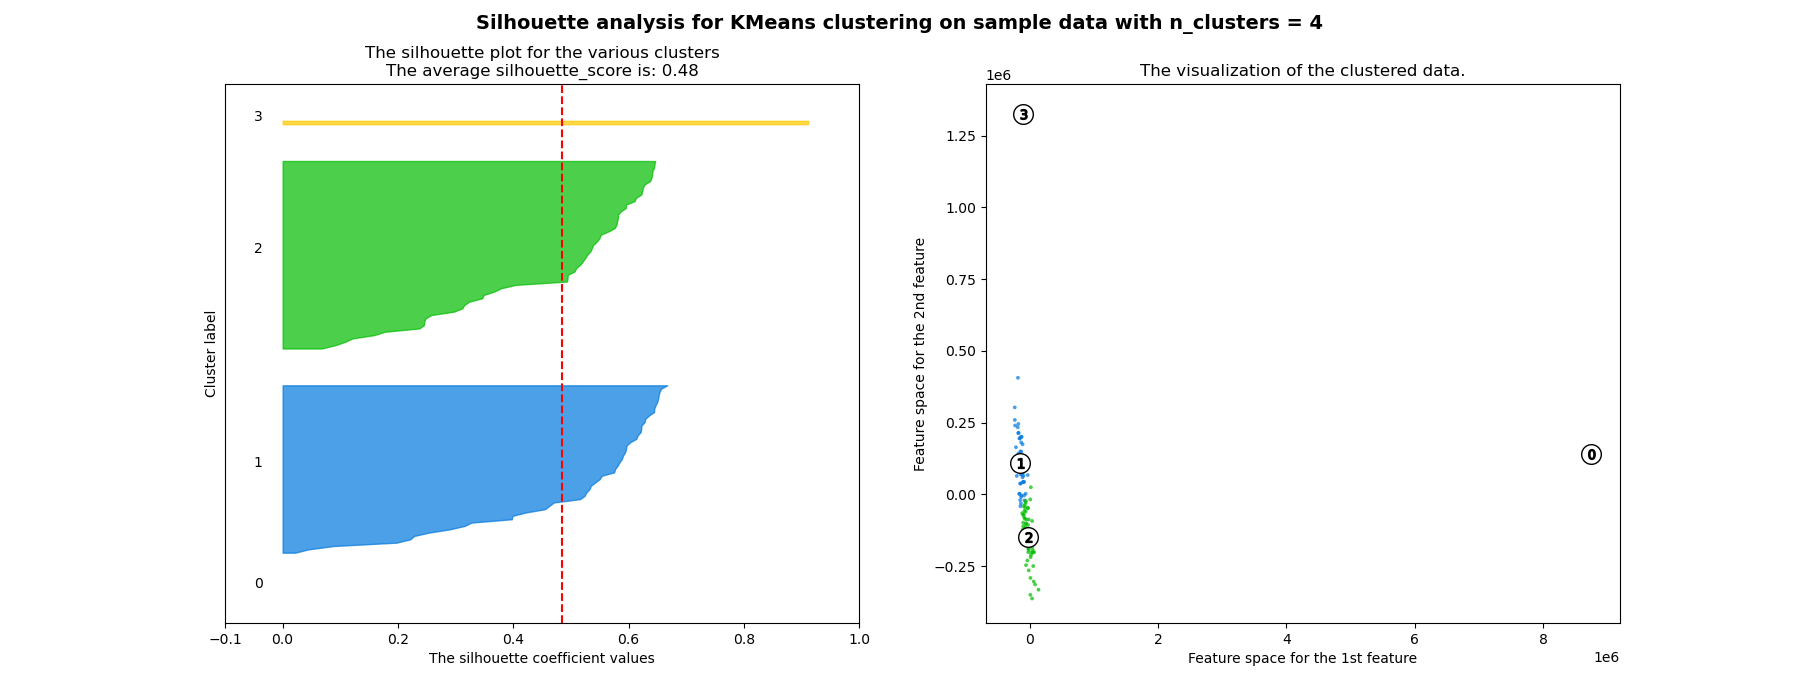 Silhouette analysis for KMeans clustering on sample data with n_clusters = 4
The silhouette plot for the various clusters
The average silhouette_score is: 0.48
3
2
1
0
Cluster label
−0.1 0.0 0.2 0.4 0.6 0.8 1.0
The silhouette coefficient values
The visualization of the clustered data.
1e6
1.25
1.00
0.75
0.50
0.25
0.00
−0.25
Feature space for the 2nd feature
3
0
1
2
0 2 4 6 8
1e6
Feature space for the 1st feature